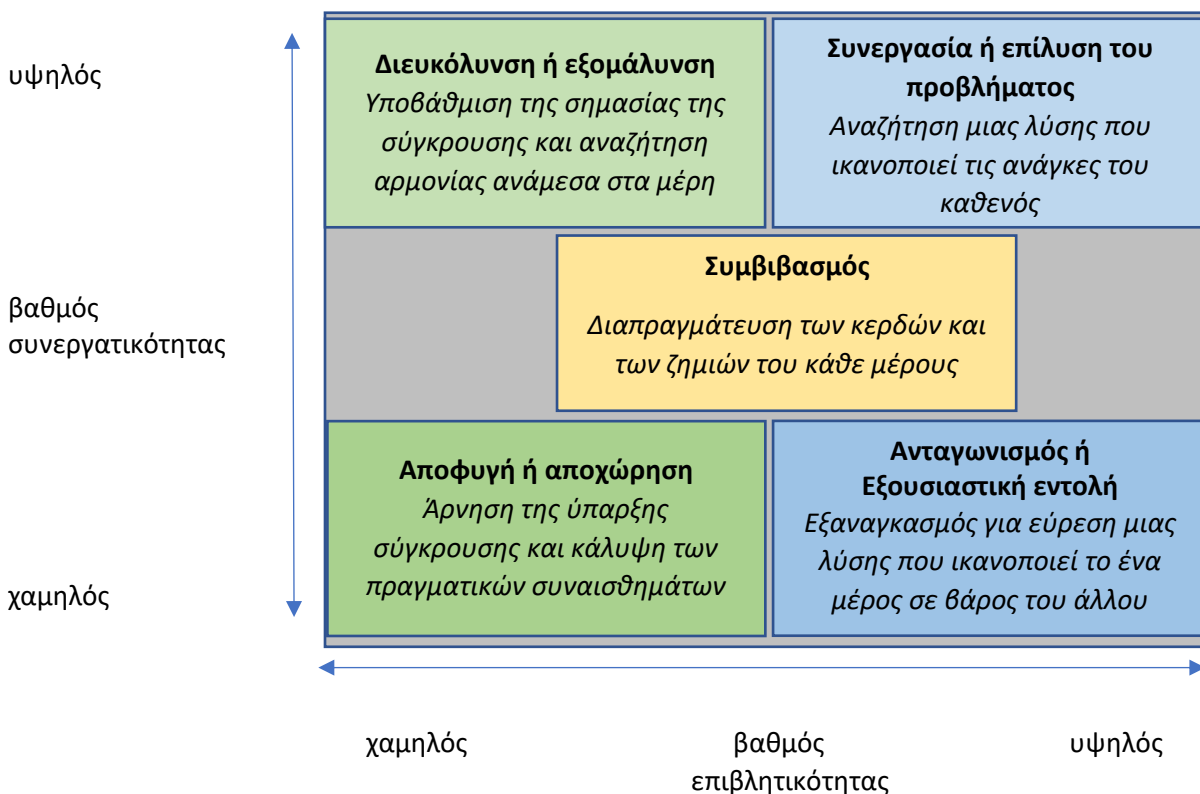 υψηλός
Διευκόλυνση ή εξομάλυνση
Υποβάθμιση της σημασίας της
σύγκρουσης και αναζήτηση
αρμονίας ανάμεσα στα μέρη
Συνεργασία ή επίλυση του
προβλήματος
Αναζήτηση μιας λύσης που
ικανοποιεί τις ανάγκες του
καθενός
βαθμός
συνεργατικότητας
Συμβιβασμός
Διαπραγμάτευση των κερδών και
των ζημιών του κάθε μέρους
χαμηλός
Αποφυγή ή αποχώρηση
Άρνηση της ύπαρξης
σύγκρουσης και κάλυψη των
πραγματικών συναισθημάτων
Ανταγωνισμός ή
Εξουσιαστική εντολή
Εξαναγκασμός για εύρεση μιας
λύσης που ικανοποιεί το ένα
μέρος σε βάρος του άλλου
χαμηλός
βαθμός
επιβλητικότητας
υψηλός